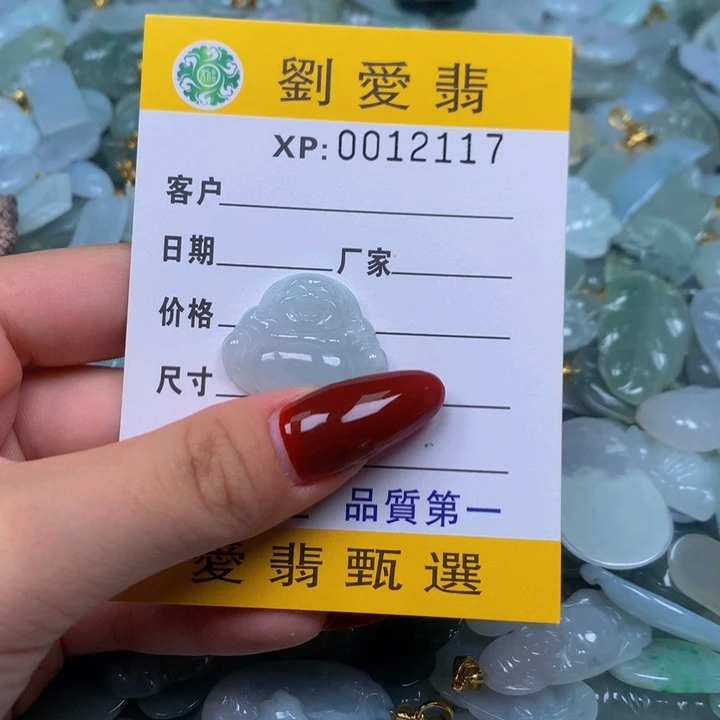 劉愛翡
XP: 0012117
客户
日期 厂家
价格
尺寸
品質第一
愛翡甄選